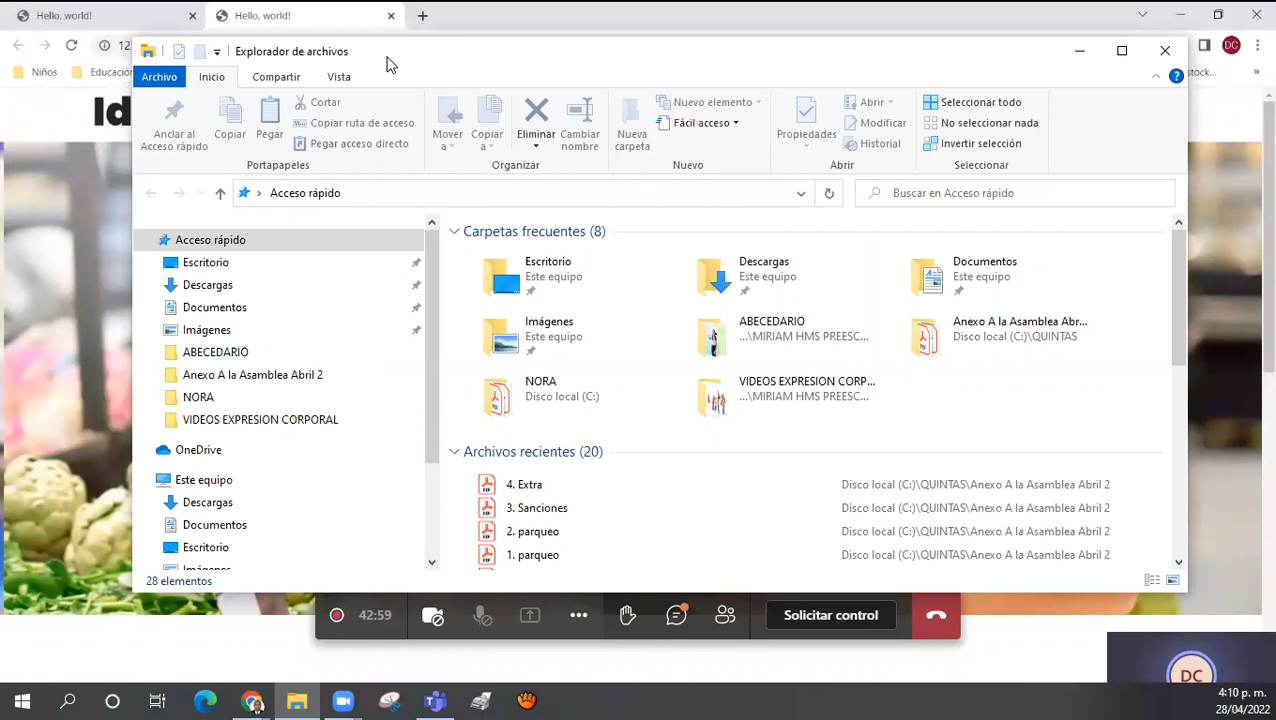 Hello, world!
Hello, world!
12
DC
Niños
Educación
stock...
Id
Explorador de archivos
Archivo
Inicio
Compartir
Vista
Anclar al
Acceso rápido
Copiar
Pegar
Cortar
Copiar ruta de acceso
Pegar acceso directo
Portapapeles
Mover
a
Copiar
a
Eliminar
Cambiar
nombre
Organizar
Nueva
carpeta
Nuevo elemento
Fácil acceso
Nuevo
Propiedades
Abrir
Modificar
Historial
Abrir
Seleccionar todo
No seleccionar nada
Invertir selección
Seleccionar
Acceso rápido
Buscar en Acceso rápido
Acceso rápido
Escritorio
Descargas
Documentos
Imágenes
ABECEDARIO
Anexo A la Asamblea Abril 2
NORA
VIDEOS EXPRESION CORPORAL
OneDrive
Este equipo
Descargas
Documentos
Escritorio
Imágenes
Carpetas frecuentes (8)
Escritorio
Este equipo
Descargas
Este equipo
Documentos
Este equipo
Imágenes
Este equipo
ABECEDARIO
...\MIRIAM HMS PREESC...
Anexo A la Asamblea Abr...
Disco local (C:)\QUINTAS
NORA
Disco local (C:)
VIDEOS EXPRESION CORP...
...\MIRIAM HMS PREESC...
Archivos recientes (20)
4. Extra Disco local (C:)\QUINTAS\Anexo A la Asamblea Abril 2
3. Sanciones Disco local (C:)\QUINTAS\Anexo A la Asamblea Abril 2
2. parqueo Disco local (C:)\QUINTAS\Anexo A la Asamblea Abril 2
1. parqueo Disco local (C:)\QUINTAS\Anexo A la Asamblea Abril 2
28 elementos
42:59
Solicitar control
DC
4:10 p. m.
28/04/2022